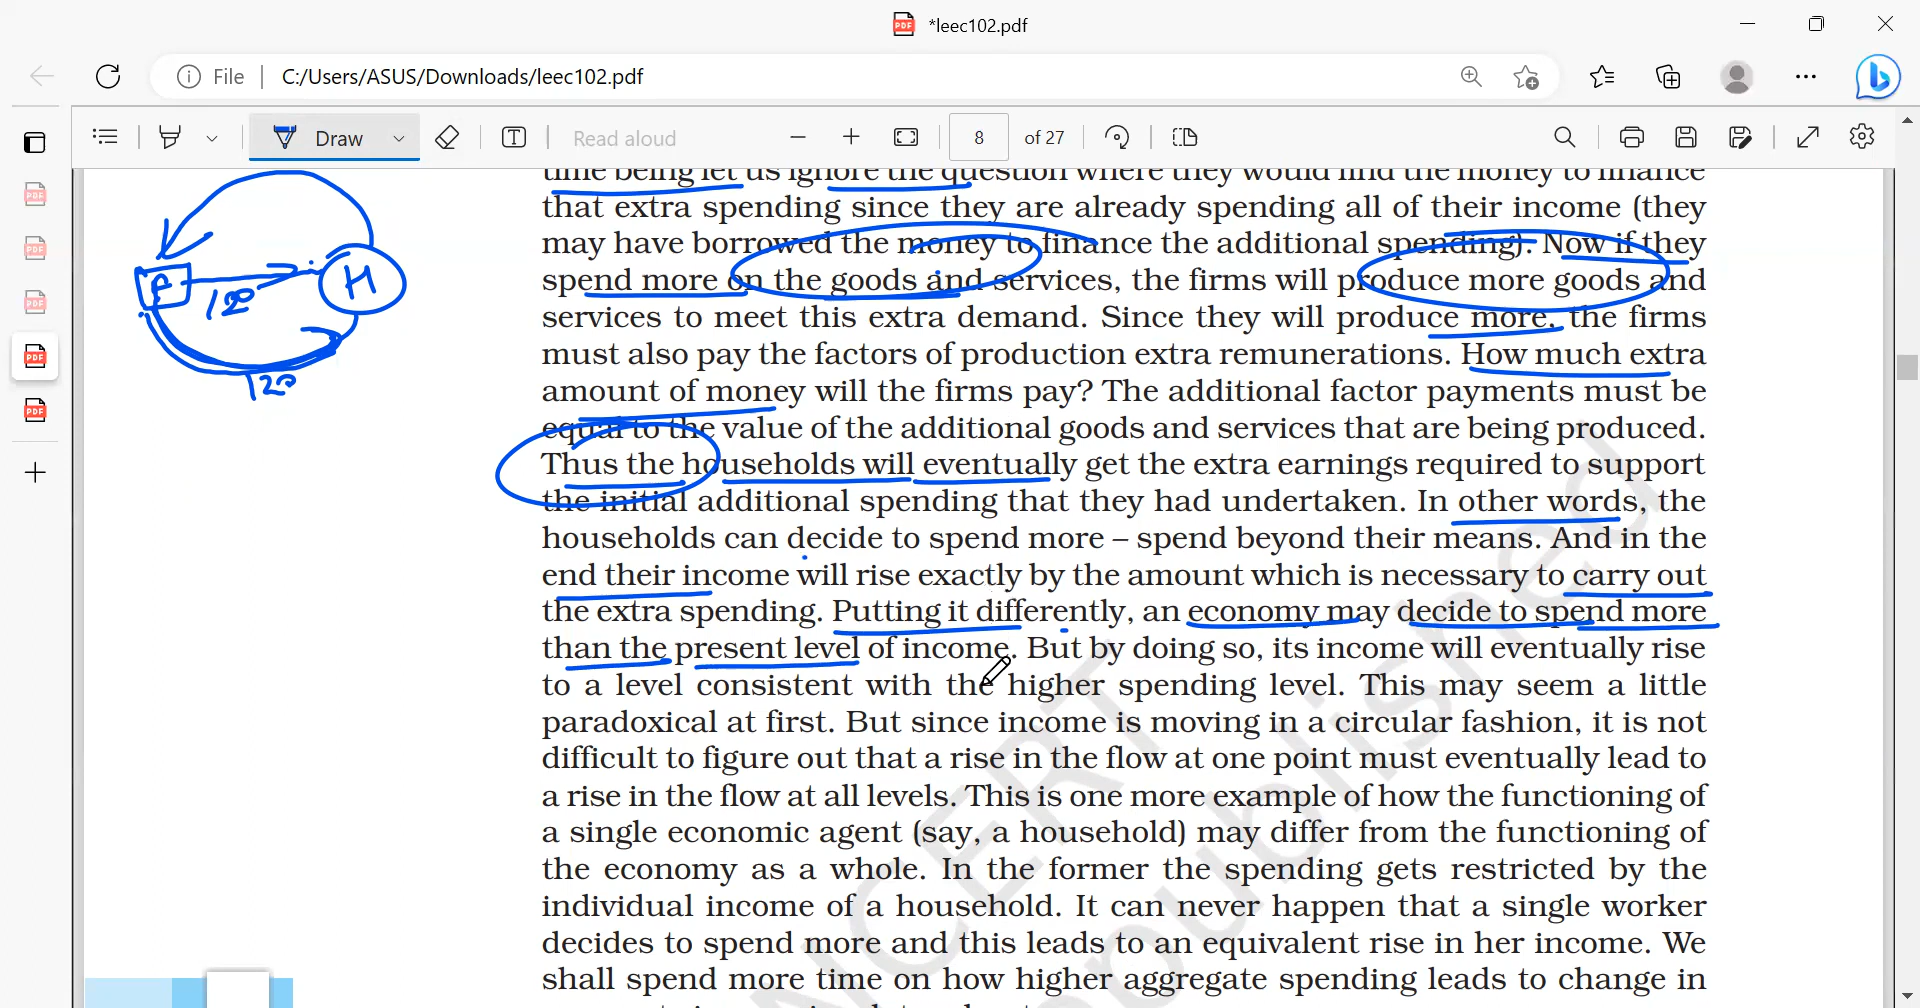 *leec102.pdf
File C:/Users/ASUS/Downloads/leec102.pdf
Draw Read aloud 8 of 27
time being let us ignore the question where they would find the money to finance
that extra spending since they are already spending all of their income (they
may have borrowed the money to finance the additional spending). Now if they
spend more on the goods and services, the firms will produce more goods and
services to meet this extra demand. Since they will produce more, the firms
must also pay the factors of production extra remunerations. How much extra
amount of money will the firms pay? The additional factor payments must be
equal to the value of the additional goods and services that are being produced.
Thus the households will eventually get the extra earnings required to support
the initial additional spending that they had undertaken. In other words, the
households can decide to spend more – spend beyond their means. And in the
end their income will rise exactly by the amount which is necessary to carry out
the extra spending. Putting it differently, an economy may decide to spend more
than the present level of income. But by doing so, its income will eventually rise
to a level consistent with the higher spending level. This may seem a little
paradoxical at first. But since income is moving in a circular fashion, it is not
difficult to figure out that a rise in the flow at one point must eventually lead to
a rise in the flow at all levels. This is one more example of how the functioning of
a single economic agent (say, a household) may differ from the functioning of
the economy as a whole. In the former the spending gets restricted by the
individual income of a household. It can never happen that a single worker
decides to spend more and this leads to an equivalent rise in her income. We
shall spend more time on how higher aggregate spending leads to change in
H
120
NCERT